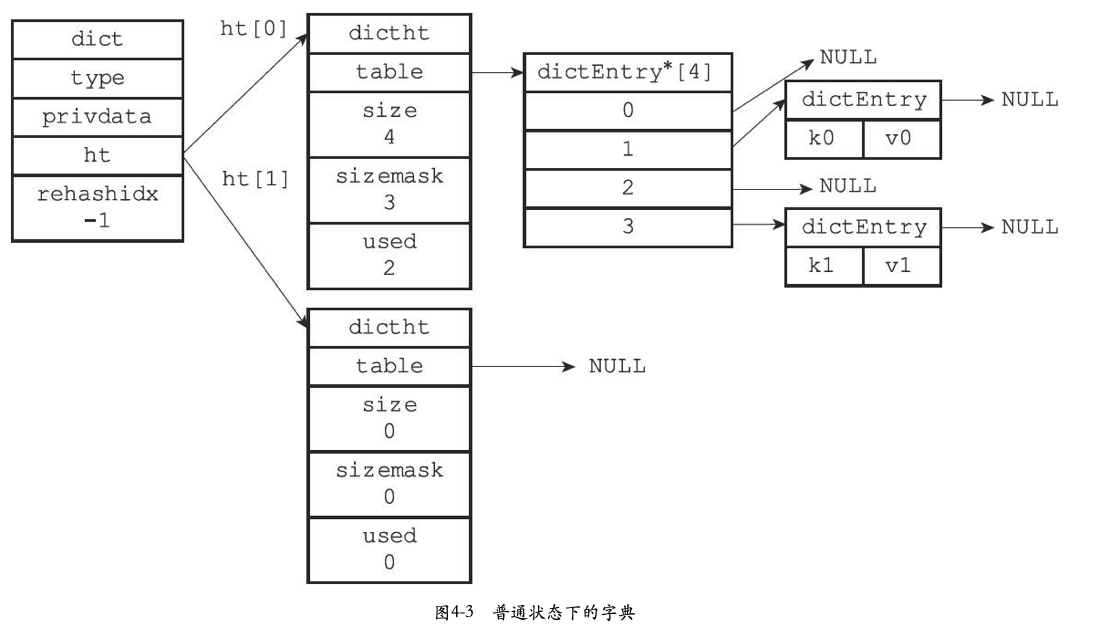 dict
type
privdata
ht
rehashidx
-1
ht[0]
ht[1]
dictht
table
size
4
sizemask
3
used
2
dictht
table
size
0
sizemask
0
used
0
NULL
dictEntry*[4]
0
1
2
3
NULL
dictEntry
k0 v0
NULL
NULL
dictEntry
k1 v1
NULL
图4-3 普通状态下的字典